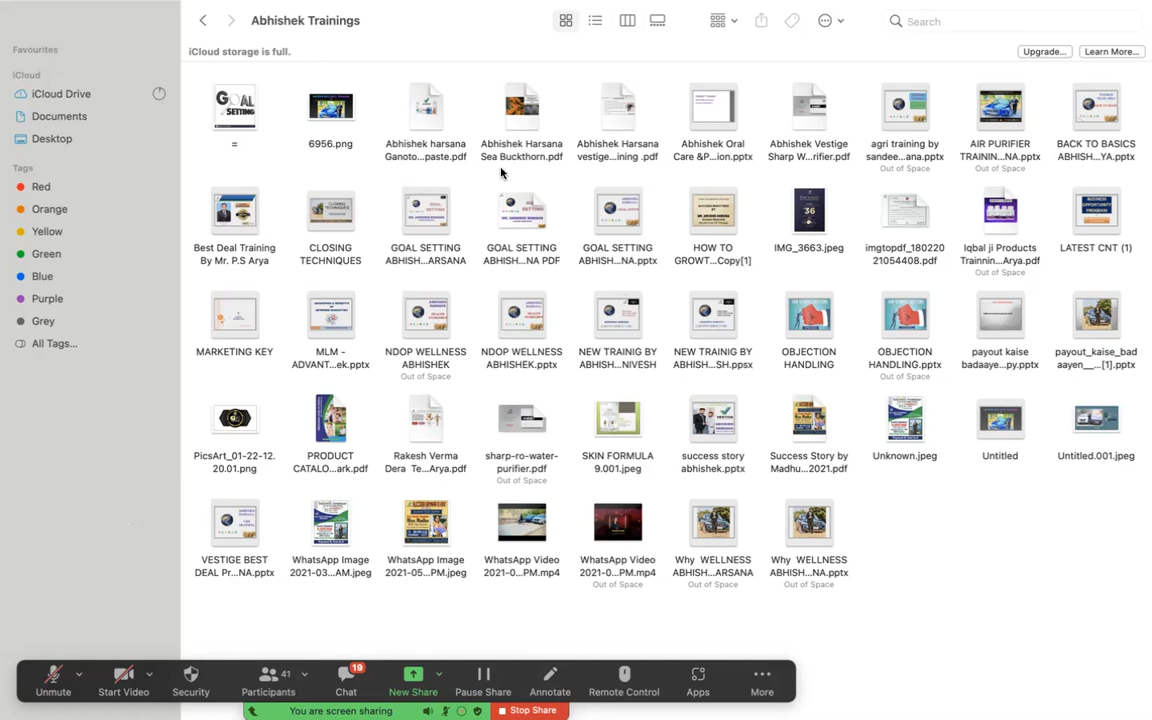 Abhishek Trainings
Search
Favourites
iCloud
iCloud Drive
Documents
Desktop
Tags
Red
Orange
Yellow
Green
Blue
Purple
Grey
All Tags...
iCloud storage is full.
Upgrade...
Learn More...
=
6956.png
Abhishek harsana
Ganoto...paste.pdf
Abhishek Harsana
Sea Buckthorn.pdf
Abhishek Harsana
vestige...ining .pdf
Abhishek Oral
Care &P...ion.pptx
Abhishek Vestige
Sharp W...rifier.pdf
agri training by
sandee...ana.pptx
Out of Space
AIR PURIFIER
TRAININ...NA.pptx
Out of Space
BACK TO BASICS
ABHISH...YA.pptx
Out of Space
Best Deal Training
By Mr. P.S Arya
CLOSING
TECHNIQUES
GOAL SETTING
ABHISH...ARSANA
GOAL SETTING
ABHISH...NA PDF
GOAL SETTING
ABHISH...NA.pptx
HOW TO
GROWT...Copy[1]
IMG_3663.jpeg
imgtopdf_180220
21054408.pdf
Iqbal ji Products
Trainnin...Arya.pdf
Out of Space
LATEST CNT (1)
MARKETING KEY
MLM -
ADVANT...ek.pptx
NDOP WELLNESS
ABHISHEK
Out of Space
NDOP WELLNESS
ABHISHEK.pptx
NEW TRAINIG BY
ABHISH...NIVESH
NEW TRAINIG BY
ABHISH...SH.ppsx
OBJECTION
HANDLING
OBJECTION
HANDLING.pptx
Out of Space
payout kaise
badaaye...py.pptx
payout_kaise_bad
aayen__...[1].pptx
PicsArt_01-22-12.
20.01.png
PRODUCT
CATALO...ark.pdf
Rakesh Verma
Dera  Te...Arya.pdf
sharp-ro-water-
purifier.pdf
Out of Space
SKIN FORMULA
9.001.jpeg
success story
abhishek.pptx
Success Story by
Madhu...2021.pdf
Unknown.jpeg
Untitled
Untitled.001.jpeg
VESTIGE BEST
DEAL Pr...NA.pptx
WhatsApp Image
2021-03...AM.jpeg
WhatsApp Image
2021-05...PM.jpeg
WhatsApp Video
2021-0...PM.mp4
WhatsApp Video
2021-0...PM.mp4
Out of Space
Why  WELLNESS
ABHISH...ARSANA
Out of Space
Why  WELLNESS
ABHISH...NA.pptx
Out of Space
Unmute
Start Video
Security
Participants
41
Chat
19
New Share
Pause Share
Annotate
Remote Control
Apps
More
You are screen sharing
Stop Share
GOAL
SETTING